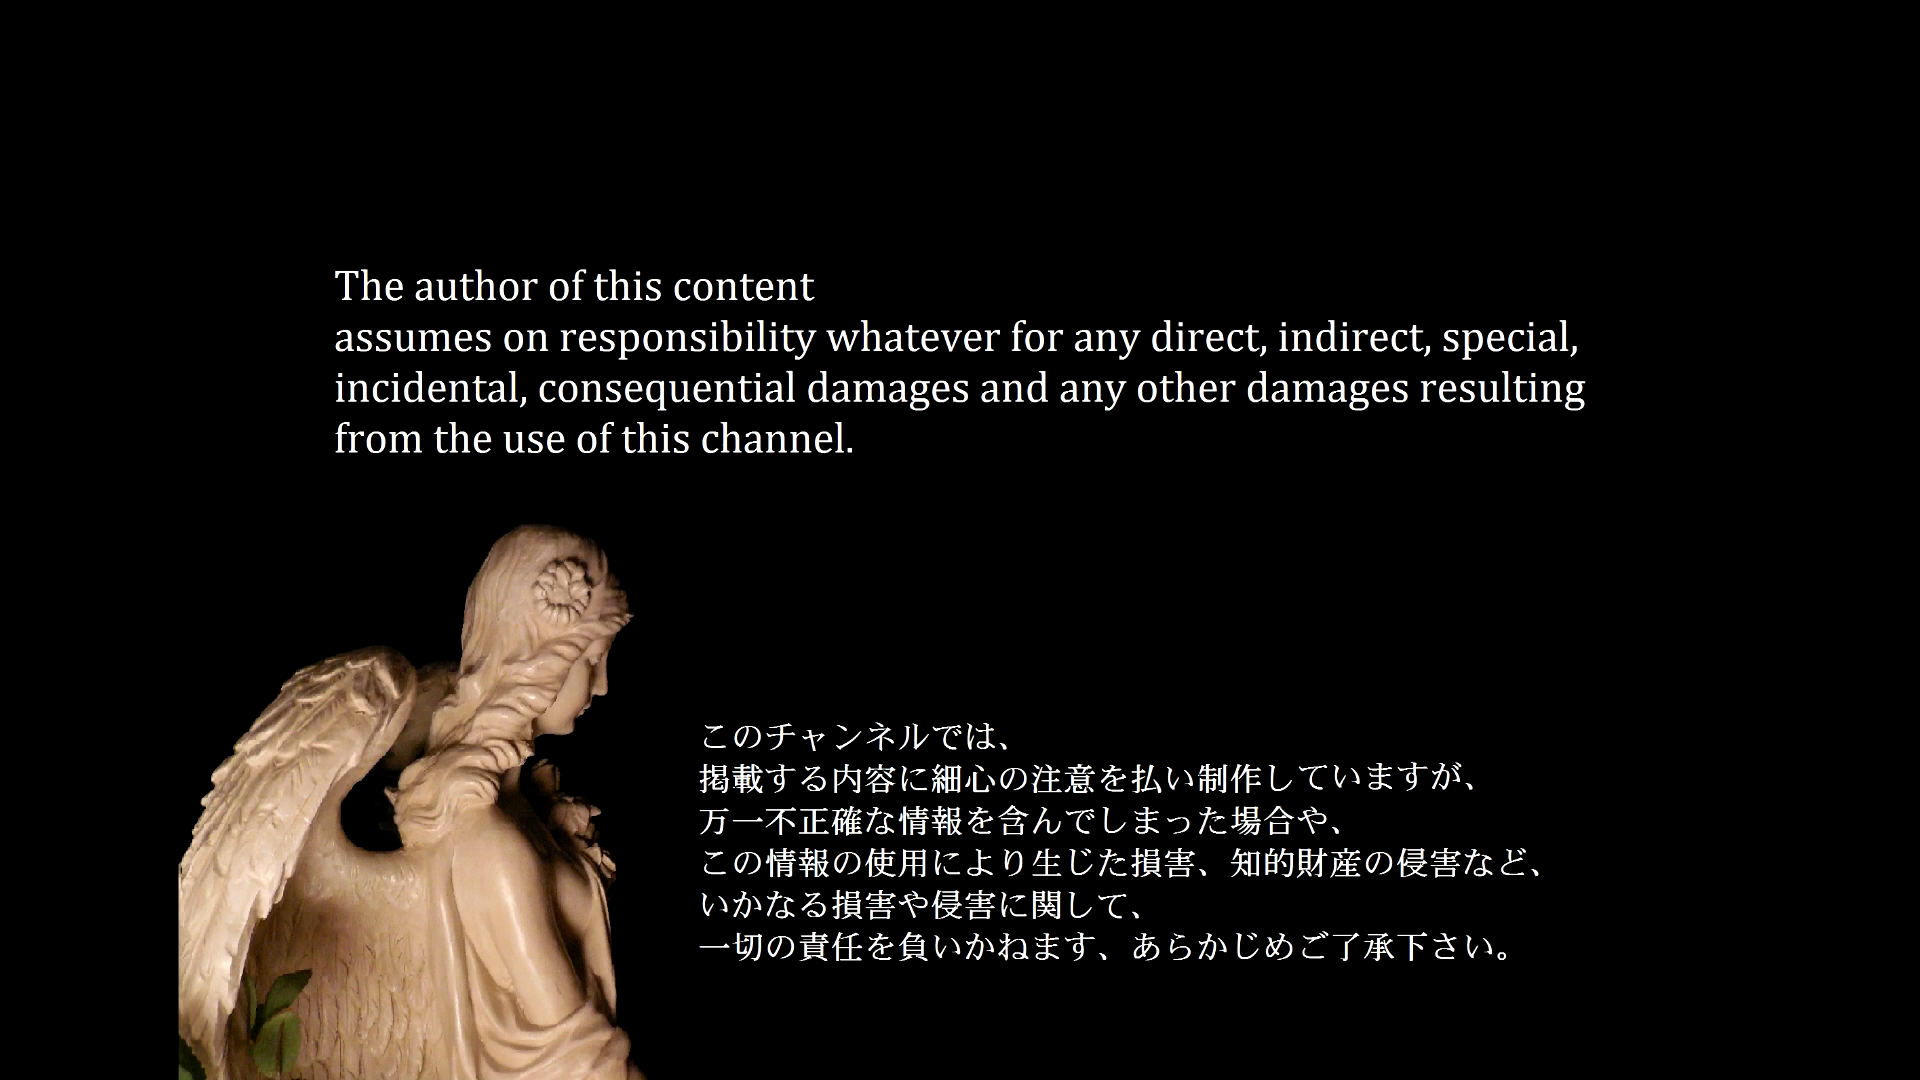 The author of this content
assumes on responsibility whatever for any direct, indirect, special,
incidental, consequential damages and any other damages resulting
from the use of this channel.
このチャンネルでは、
掲載する内容に細心の注意を払い制作していますが、
万一不正確な情報を含んでしまった場合や、
この情報の使用により生じた損害、知的財産の侵害など、
いかなる損害や侵害に関して、
一切の責任を負いかねます、あらかじめご了承下さい。